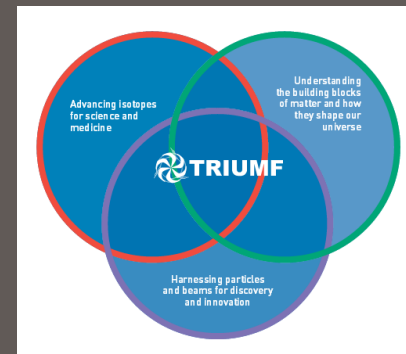 Advancing isotopes
for science and
medicine
Understanding
the building blocks
of matter and how
they shape our
universe
TRIUMF
Harnessing particles
and beams for discovery
and innovation